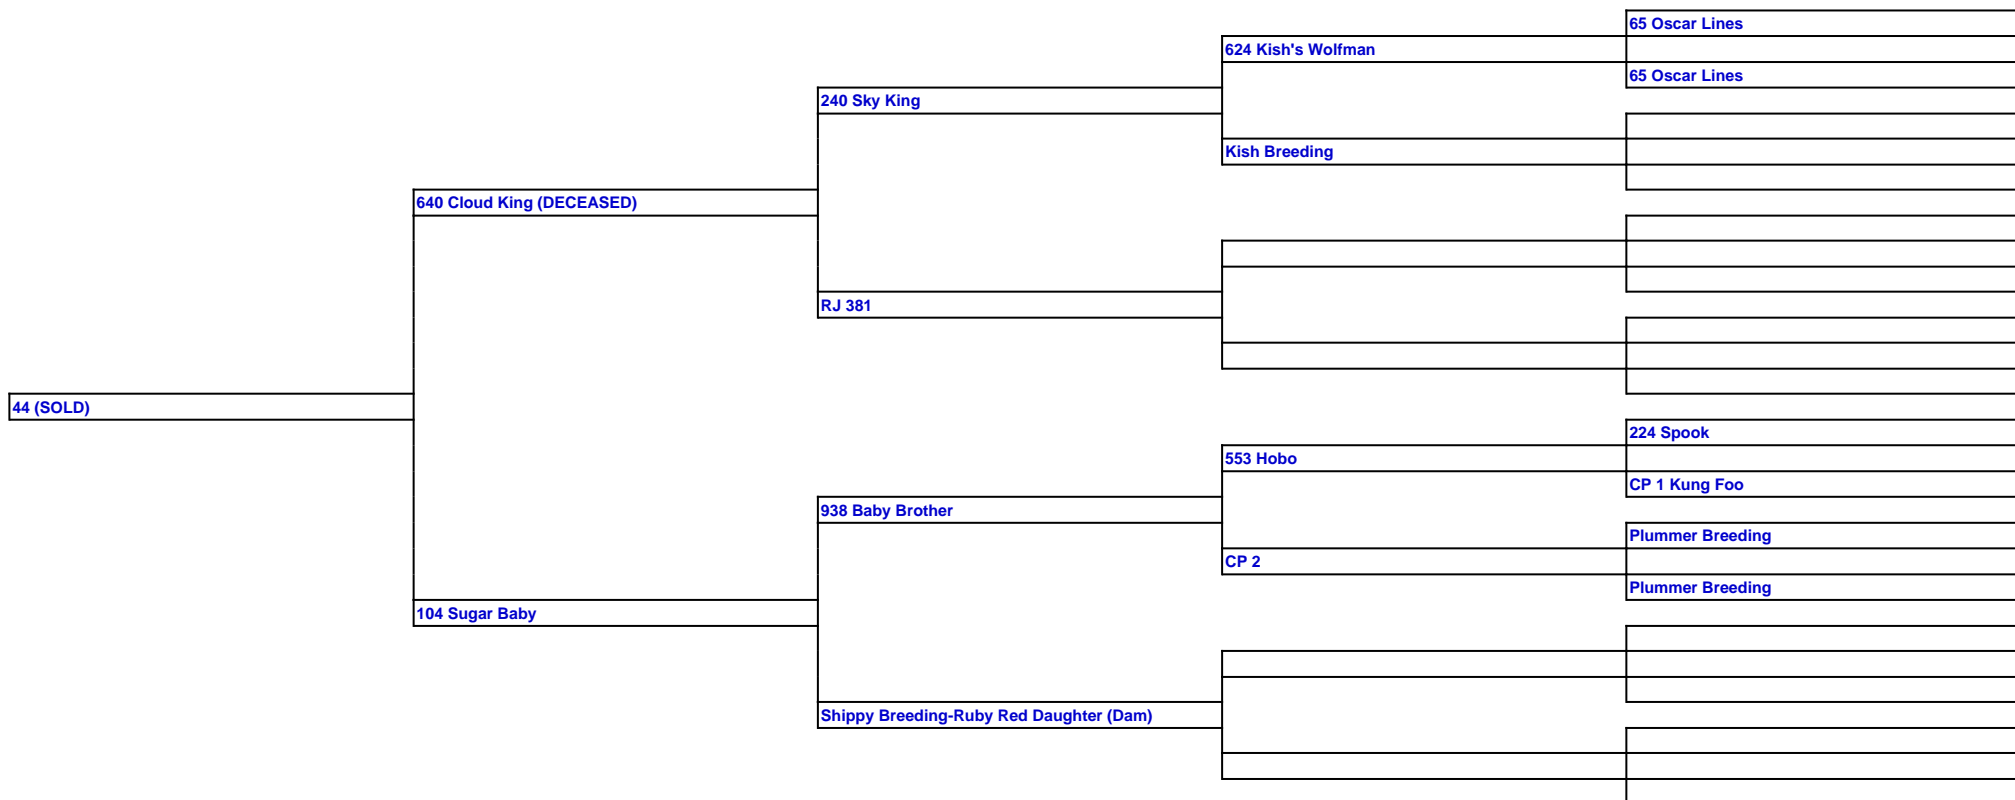 65 Oscar Lines
624 Kish's Wolfman
65 Oscar Lines
240 Sky King
Kish Breeding
640 Cloud King (DECEASED)
RJ 381
44 (SOLD)
224 Spook
553 Hobo
CP 1 Kung Foo
938 Baby Brother
Plummer Breeding
CP 2
Plummer Breeding
104 Sugar Baby
Shippy Breeding-Ruby Red Daughter (Dam)